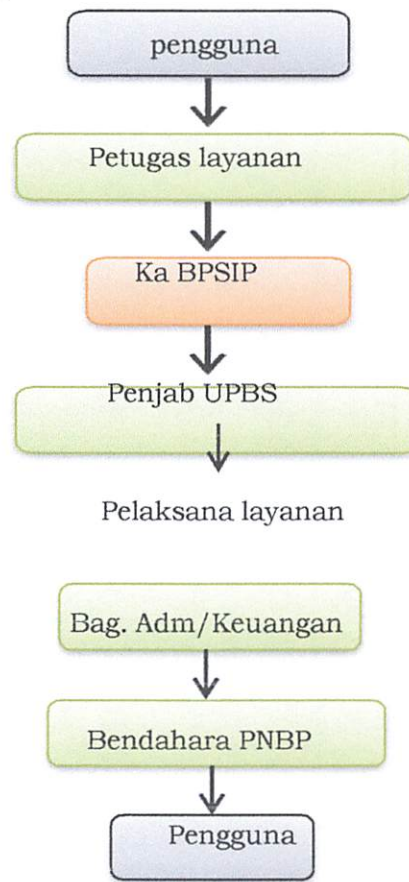 pengguna
Petugas layanan
Ka BPSIP
Penjab UPBS
Pelaksana layanan
Bag. Adm/Keuangan
Bendahara PNBP
Pengguna